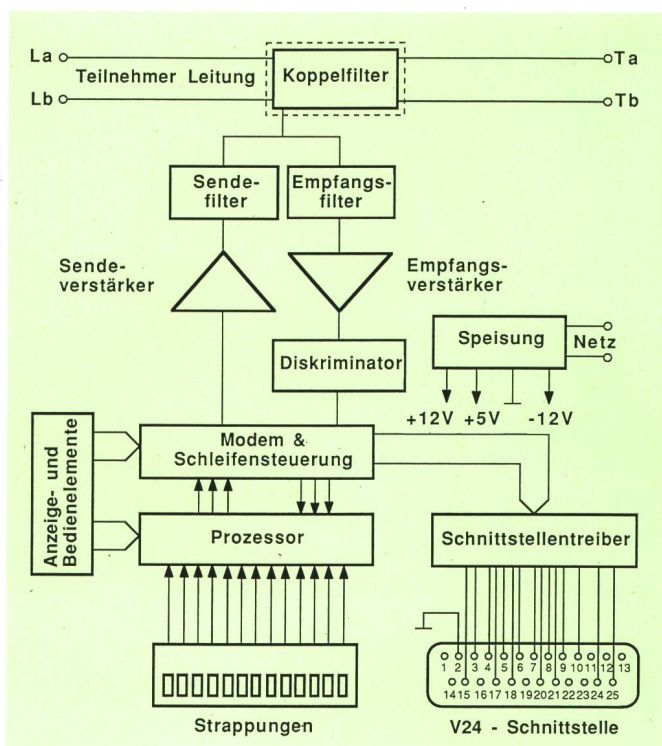 La
Teilnehmer Leitung
Koppelfilter
Ta
Lb
Tb
Sende-
filter
Empfangs-
filter
Sende-
verstärker
Empfangs-
verstärker
Diskriminator
Speisung
Netz
+12V +5V -12V
Anzeige- und
Bedienelemente
Modem &
Schleifensteuerung
Prozessor
Schnittstellentreiber
Strappungen
1 2 3 4 5 6 7 8 9 10 11 12 13
14 15 16 17 18 19 20 21 22 23 24 25
V24 - Schnittstelle